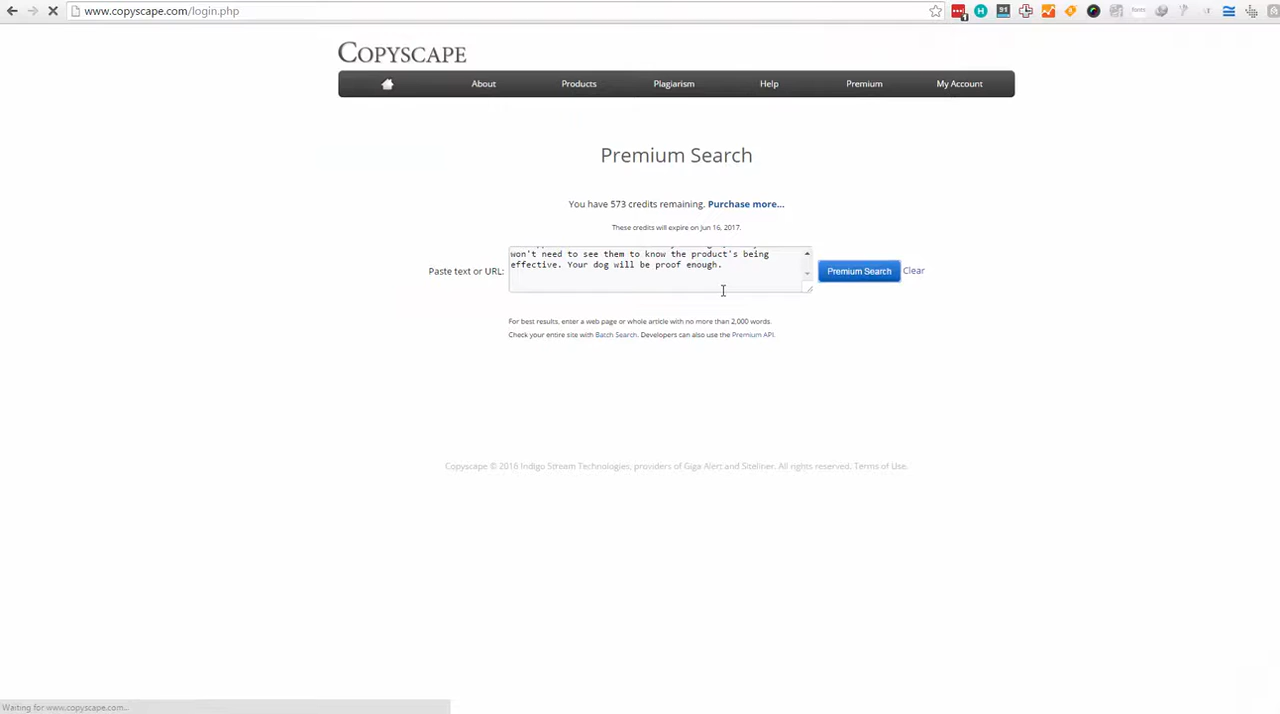 www.copyscape.com/login.php
COPYSCAPE
About Products Plagiarism Help Premium My Account
Premium Search
You have 573 credits remaining. Purchase more...
These credits will expire on Jun 16, 2017.
won't need to see them to know the product's being
Paste text or URL: effective. Your dog will be proof enough. Premium Search Clear
For best results, enter a web page or whole article with no more than 2,000 words.
Check your entire site with Batch Search. Developers can also use the Premium API.
Copyscape © 2016 Indigo Stream Technologies, providers of Giga Alert and Siteliner. All rights reserved. Terms of Use.
Waiting for www.copyscape.com...